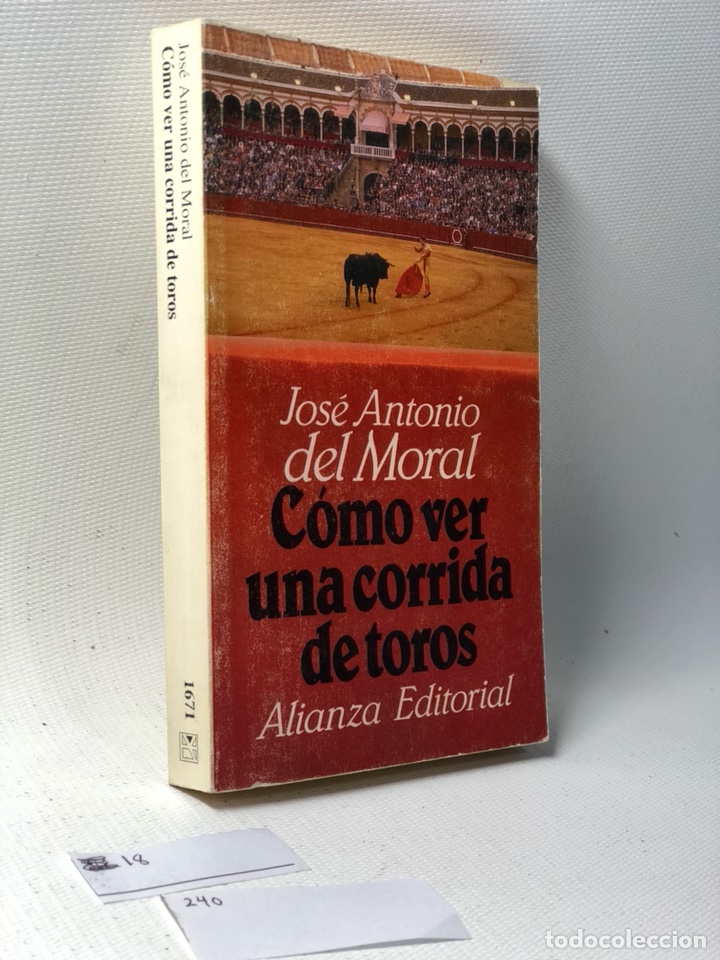 José Antonio del Moral
Cómo ver una corrida de toros
1671
José Antonio
del Moral
Cómo ver
una corrida
de toros
Alianza Editorial
18
240
todocoleccion